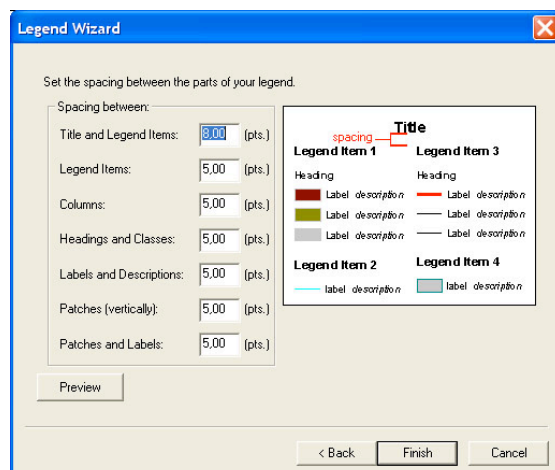 Legend Wizard
Set the spacing between the parts of your legend.
Spacing between:
Title and Legend Items: 8,00 (pts.)
Legend Items: 5,00 (pts.)
Columns: 5,00 (pts.)
Headings and Classes: 5,00 (pts.)
Labels and Descriptions: 5,00 (pts.)
Patches (vertically): 5,00 (pts.)
Patches and Labels: 5,00 (pts.)
Title
spacing
Legend Item 1 Legend Item 3
Heading Heading
Label description Label description
Label description Label description
Label description Label description
Legend Item 2 Legend Item 4
label description label description
Preview
< Back Finish Cancel